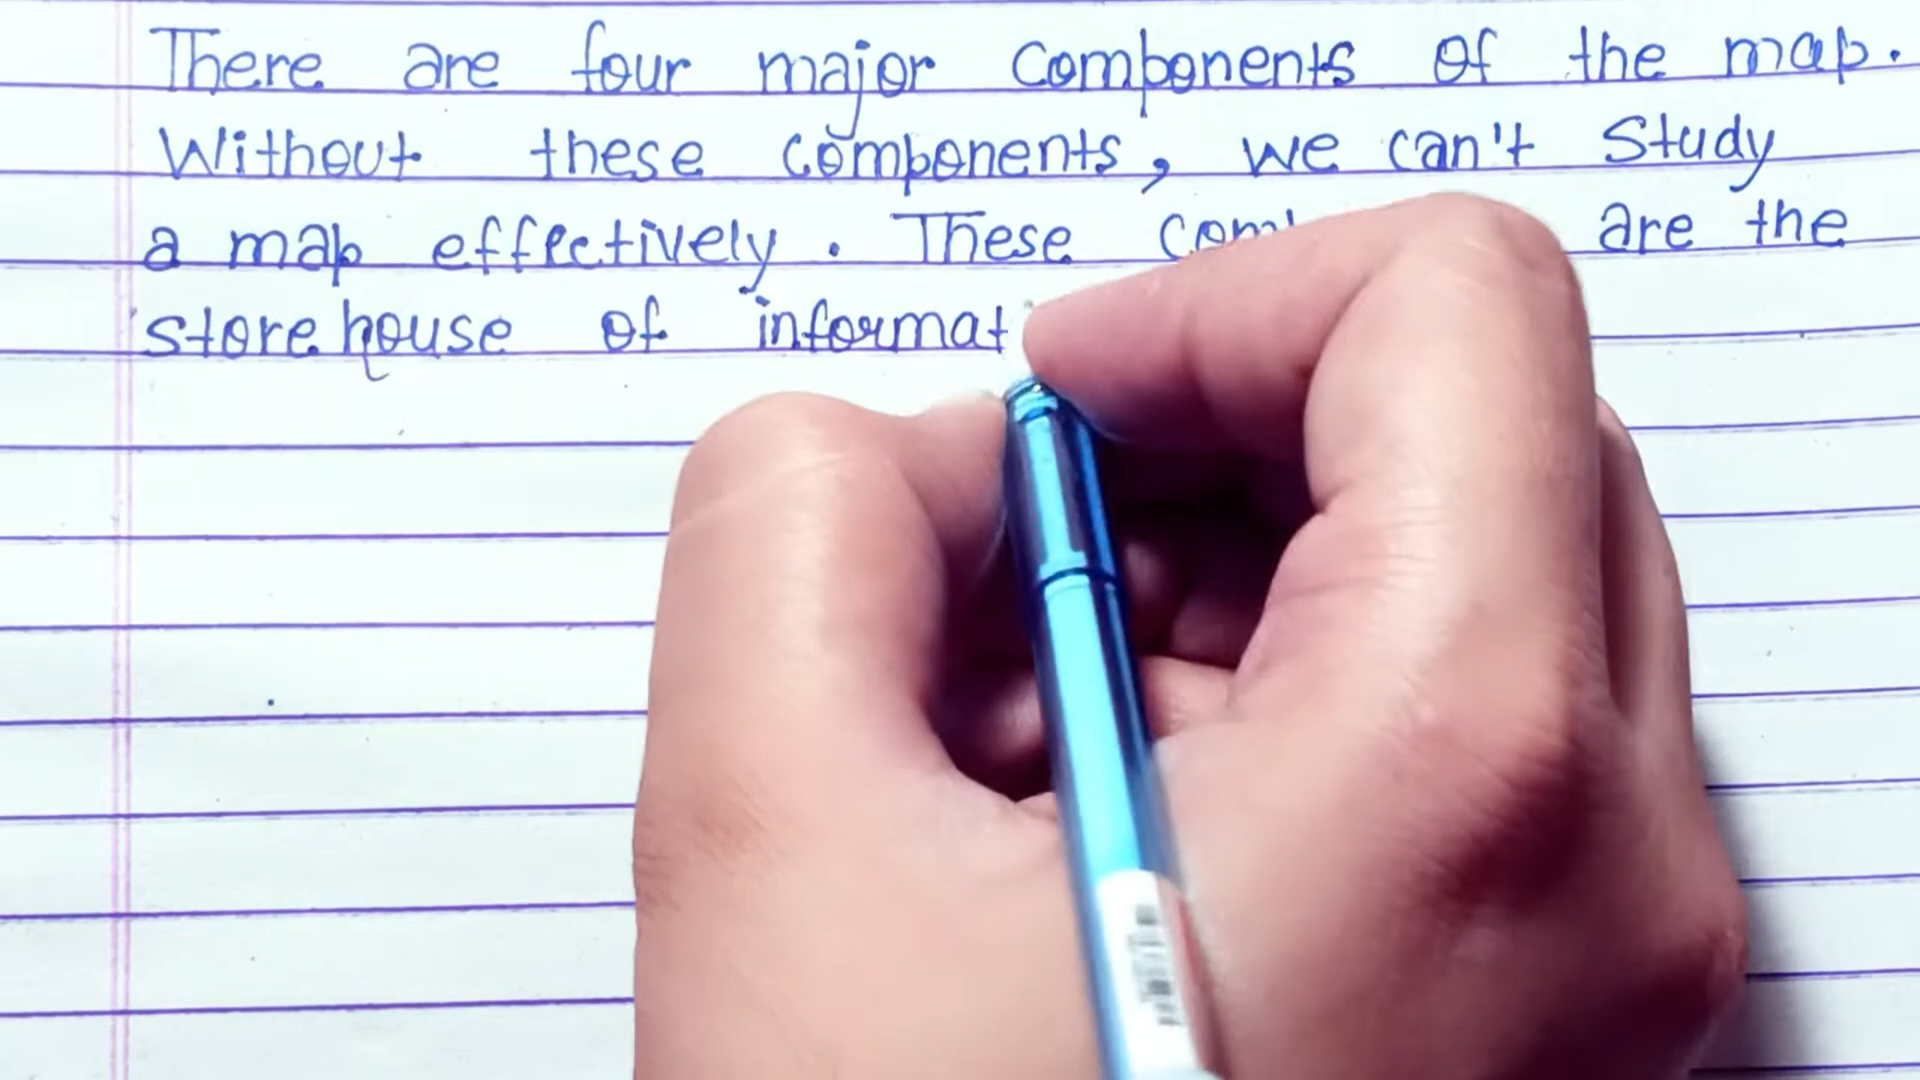 There are four major components of the map.
Without these components, we can't study
a map effectively. These are the
storehouse of